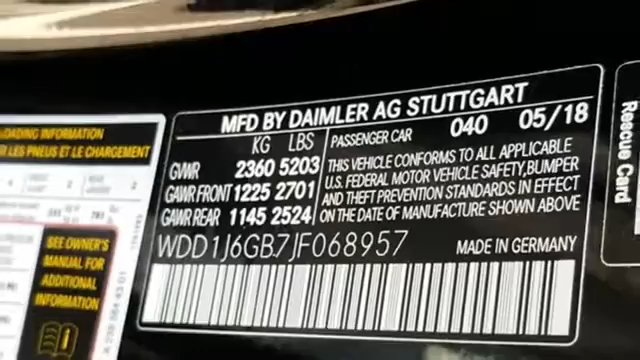 MFD BY DAIMLER AG STUTTGART
KG LBS
PASSENGER CAR 040 05/18
GVWR 2360 5203
GAWR FRONT 1225 2701
GAWR REAR 1145 2524
THIS VEHICLE CONFORMS TO ALL APPLICABLE
U.S. FEDERAL MOTOR VEHICLE SAFETY, BUMPER
AND THEFT PREVENTION STANDARDS IN EFFECT
ON THE DATE OF MANUFACTURE SHOWN ABOVE
WDD1J6GB7JF068957
MADE IN GERMANY
LOADING INFORMATION
LES PNEUS ET LE CHARGEMENT
SEE OWNER'S
MANUAL FOR
ADDITIONAL
INFORMATION
Rescue Card